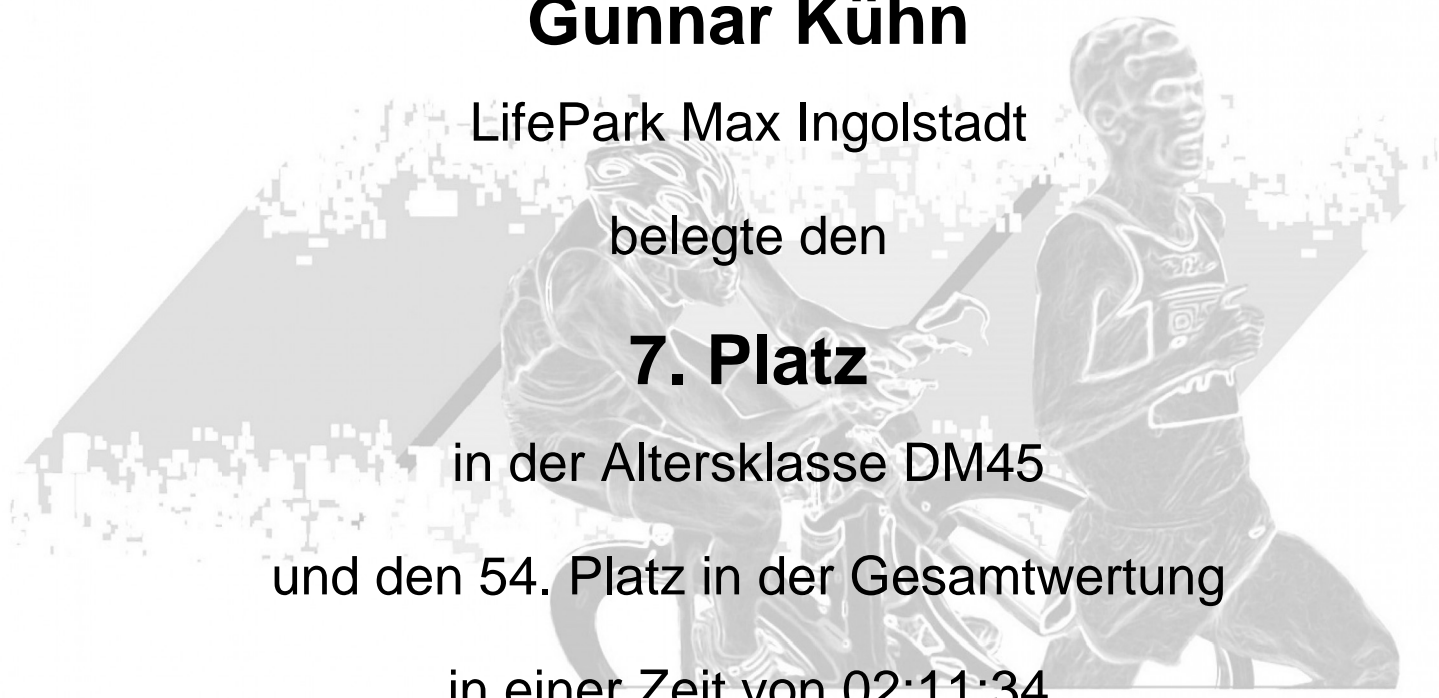 Gunnar Kühn
LifePark Max Ingolstadt
belegte den
7. Platz
in der Altersklasse DM45
und den 54. Platz in der Gesamtwertung
in einer Zeit von 02:11:34